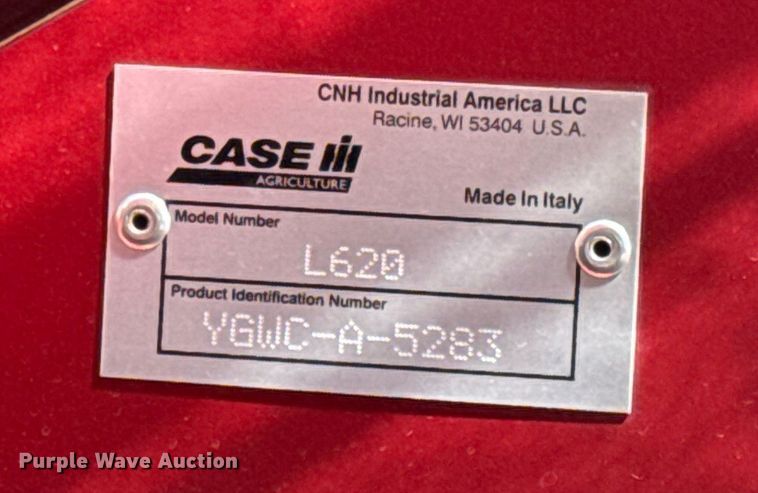 CNH Industrial America LLC
Racine, WI 53404 U.S.A.
CASE IH
AGRICULTURE
Made In Italy
Model Number
L620
Product Identification Number
YGWC-A-5283
Purple Wave Auction